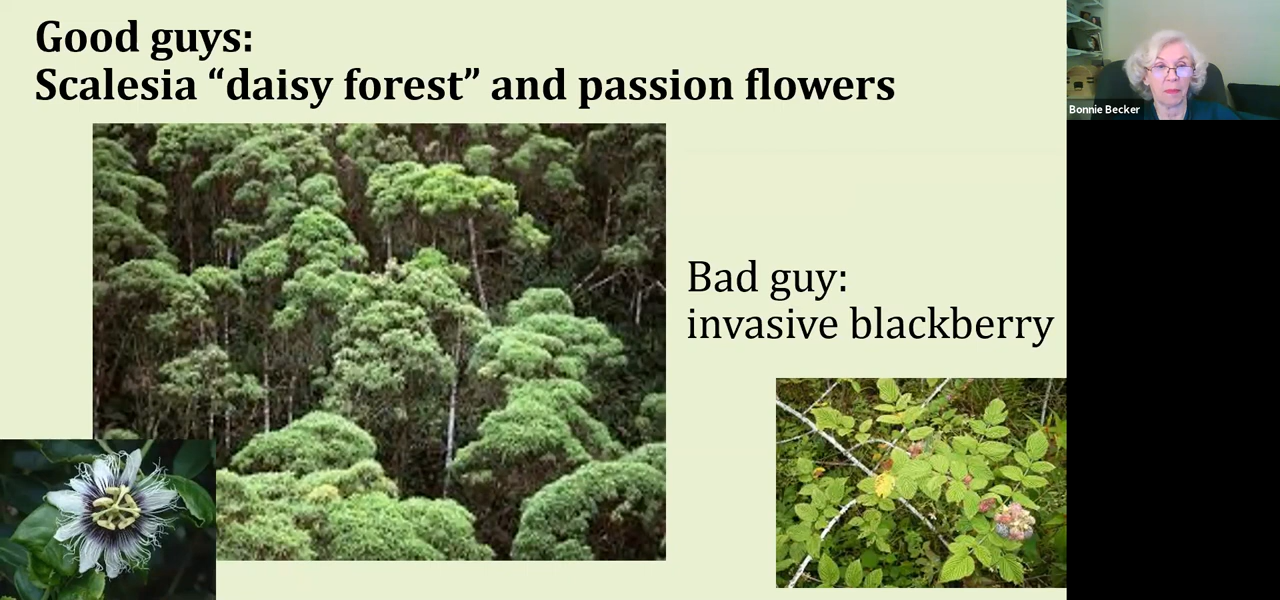 Good guys:
Scalesia “daisy forest” and passion flowers
Bonnie Becker
Bad guy:
invasive blackberry